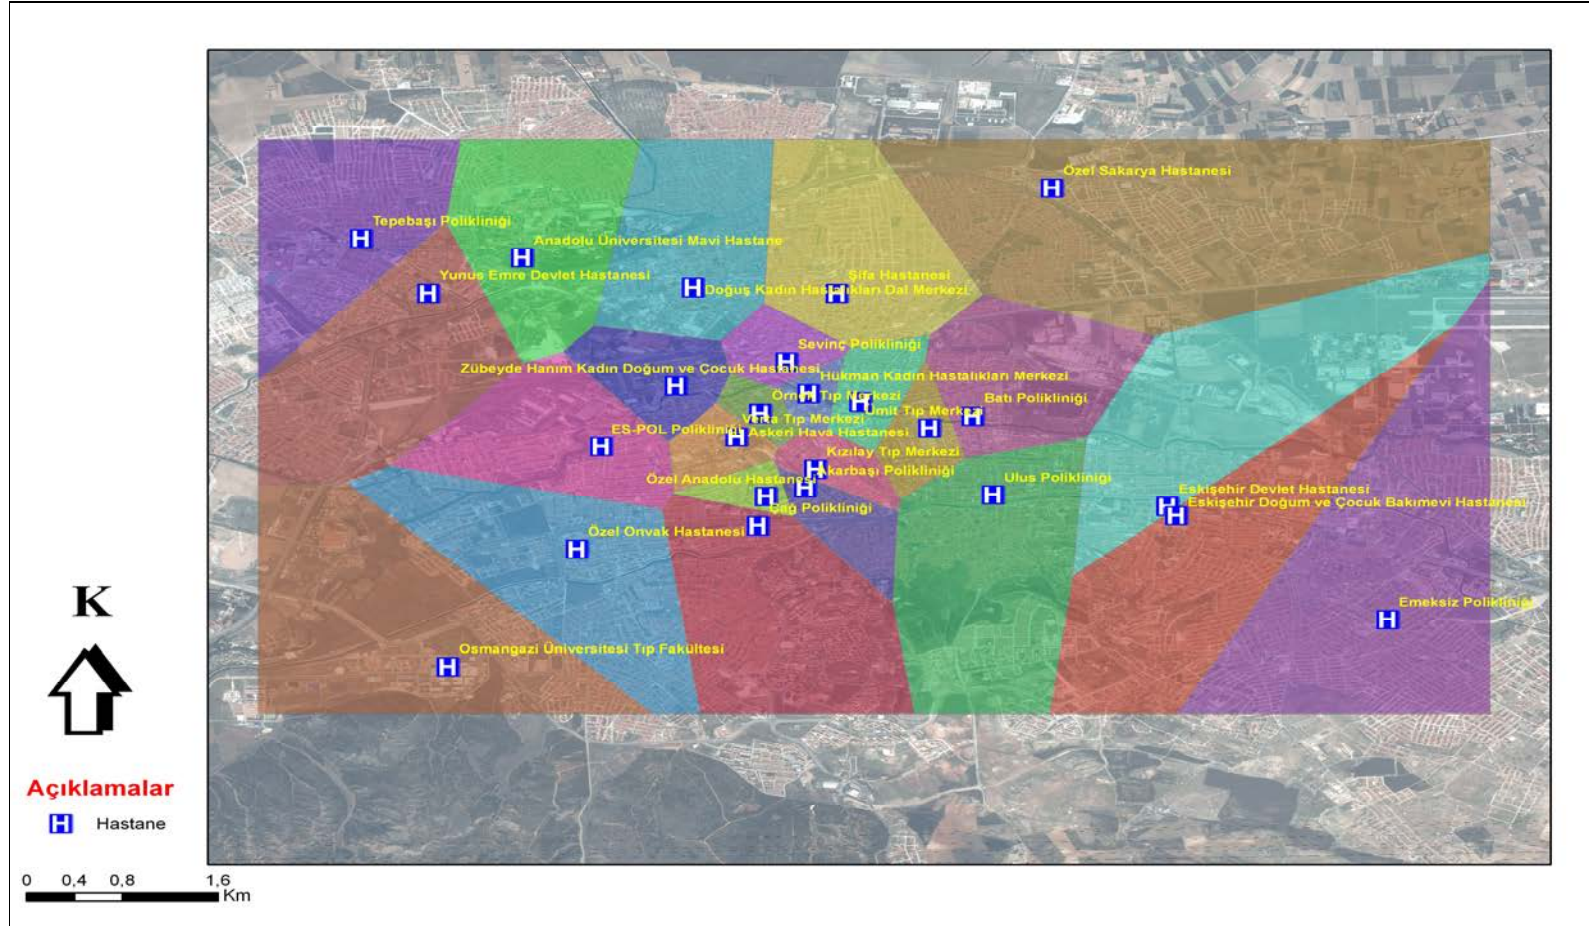 Özel Sakarya Hastanesi
Tepebaşı Polikliniği
Anadolu Üniversitesi Mavi Hastane
Yunus Emre Devlet Hastanesi
Şifa Hastanesi
Doğuş Kadın Hastalıkları Dal Merkezi
Sevinç Polikliniği
Zübeyde Hanım Kadın Doğum ve Çocuk Hastanesi
Hükman Kadın Hastalıkları Merkezi
Örnek Tıp Merkezi
Batı Polikliniği
Ümit Tıp Merkezi
Tıp Merkezi
ES-POL Polikliniği
Askeri Hava Hastanesi
Kızılay Tıp Merkezi
Akarbaşı Polikliniği
Özel Anadolu Hastanesi
Ulus Polikliniği
Eskişehir Devlet Hastanesi
Eskişehir Doğum ve Çocuk Bakımevi Hastanesi
Çağ Polikliniği
Özel Onvak Hastanesi
Emeksiz Polikliniği
Osmangazi Üniversitesi Tıp Fakültesi
K
Açıklamalar
H Hastane
0 0,4 0,8 1,6
Km